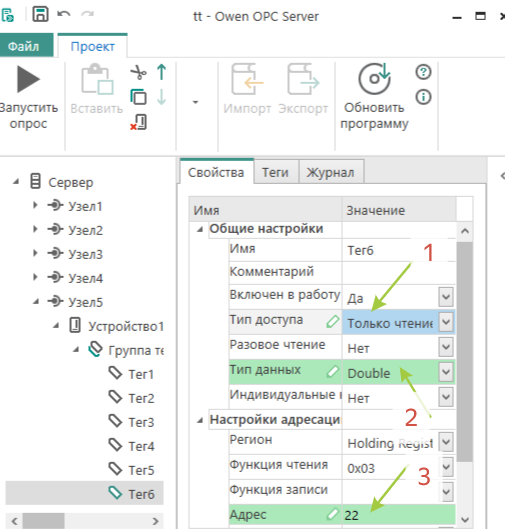 tt - Owen OPC Server
Файл
Проект
Запустить опрос
Вставить
Импорт
Экспорт
Обновить программу
Сервер
Узел1
Узел2
Узел3
Узел4
Узел5
Устройство1
Группа те
Тег1
Тег2
Тег3
Тег4
Тег5
Тег6
Свойства
Теги
Журнал
Имя Значение
Общие настройки
Имя Тег6
Комментарий
Включен в работу Да
Тип доступа Только чтение
Разовое чтение Нет
Тип данных Double
Индивидуальные Нет
Настройки адресаци
Регион Holding Regist
Функция чтения 0x03
Функция записи
Адрес 22
1
2
3